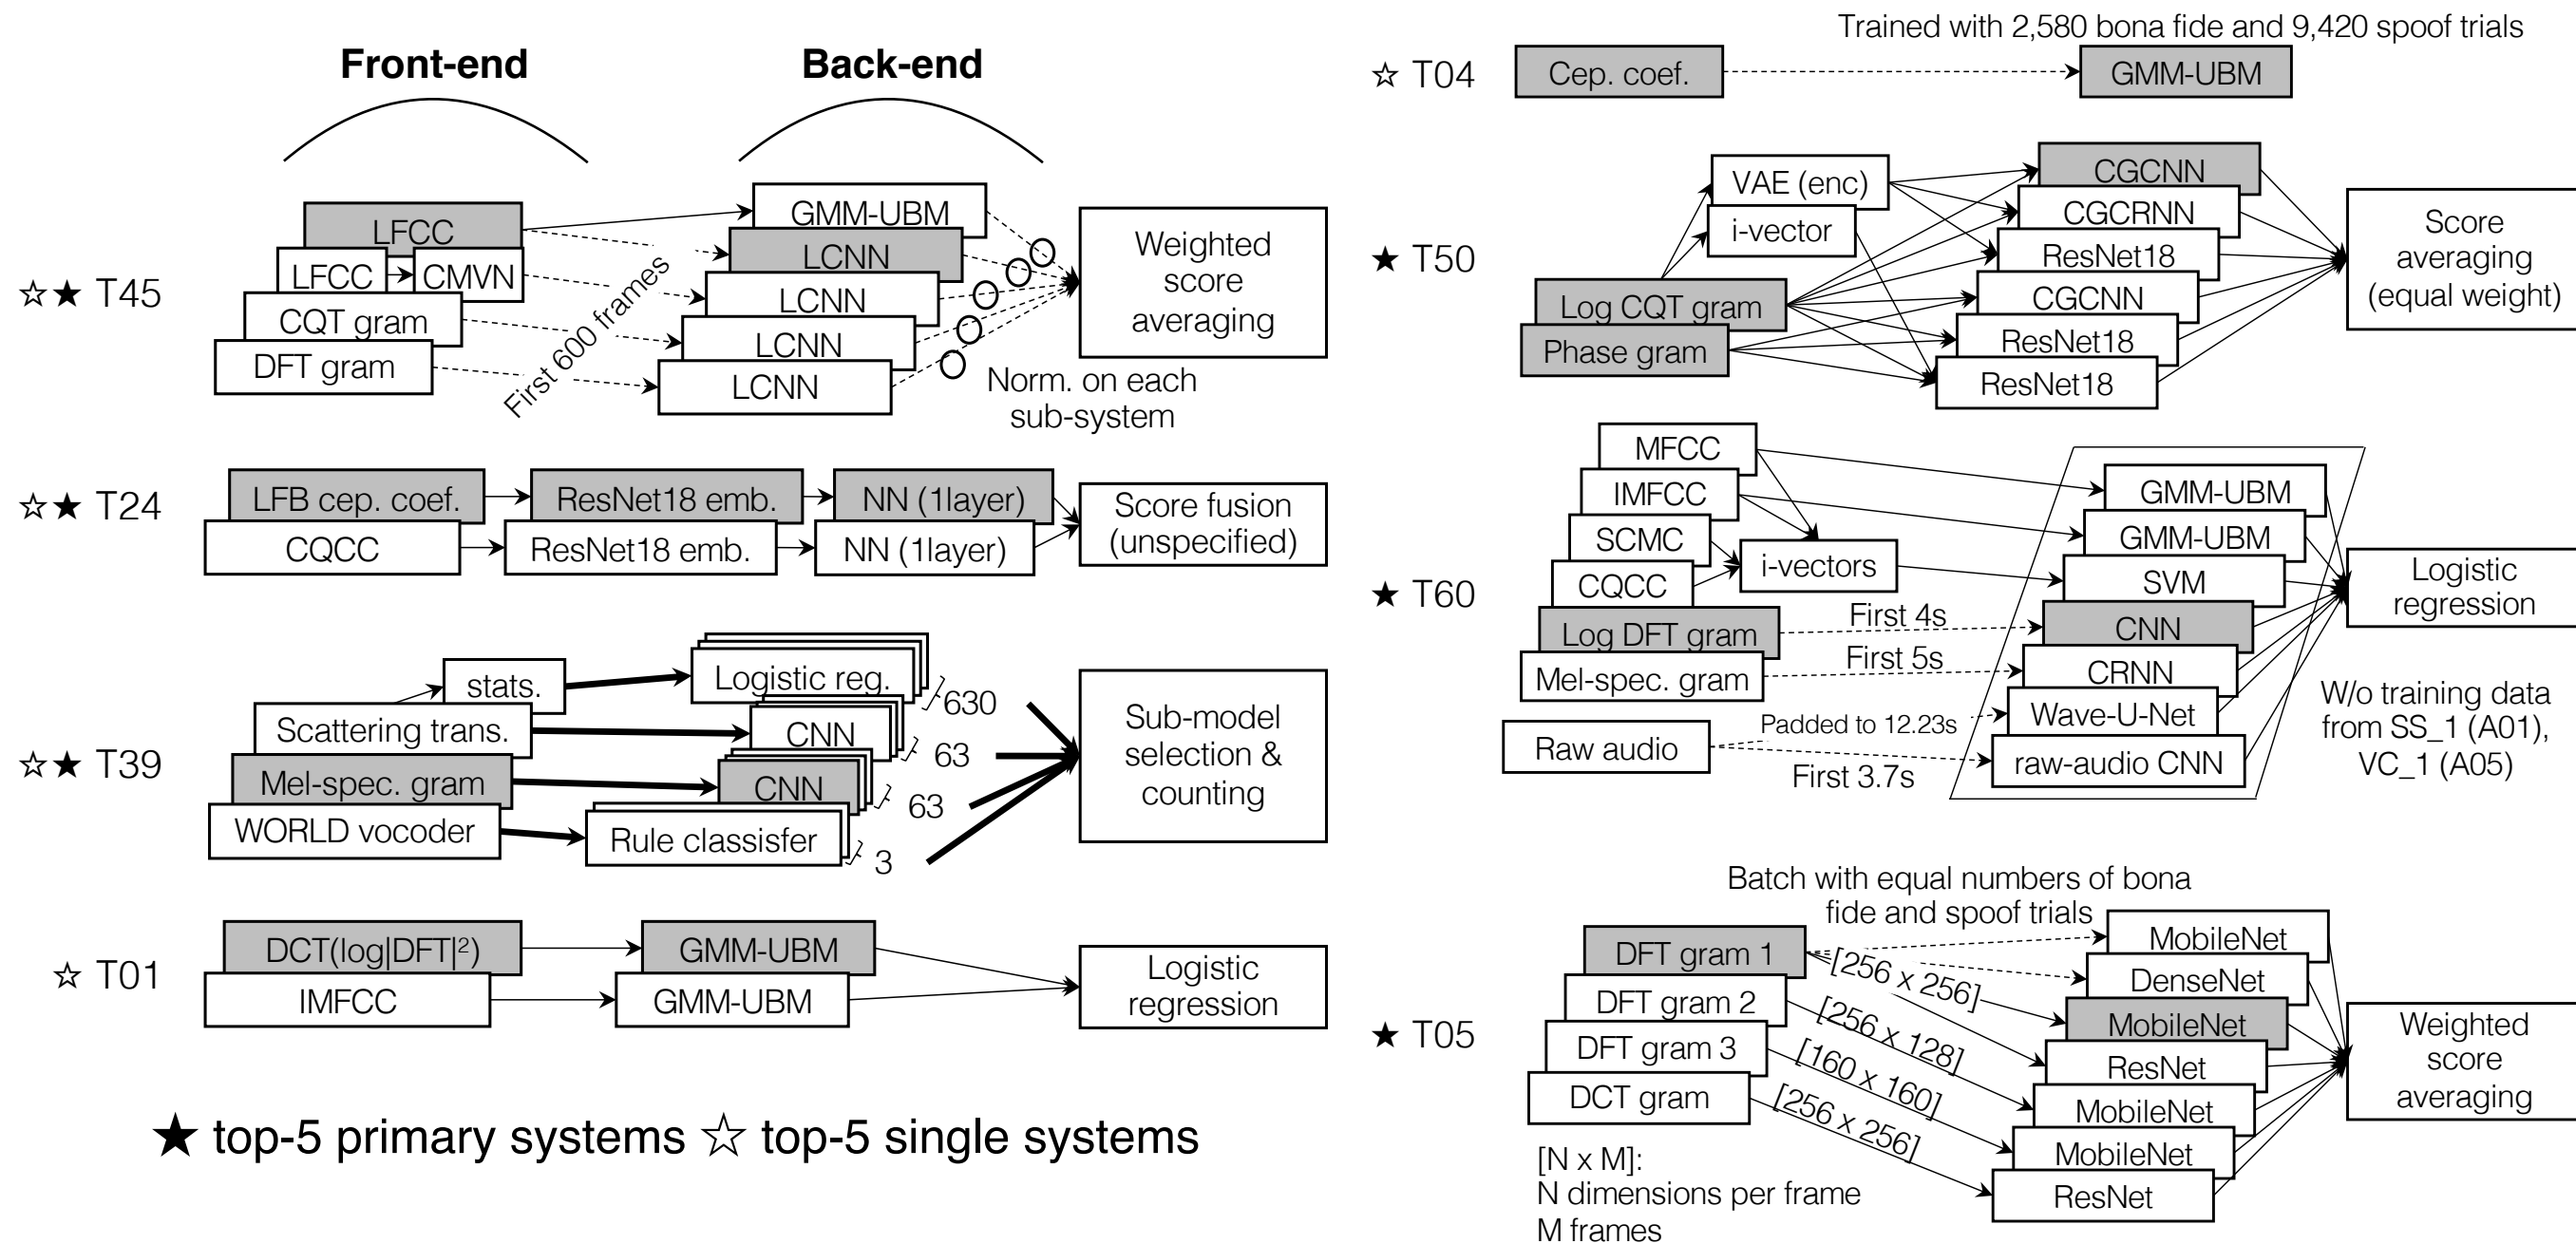 Front-end
Back-end
☆★ T45
LFCC
LFCC
CMVN
CQT gram
DFT gram
First 600 frames
GMM-UBM
LCNN
LCNN
LCNN
LCNN
Weighted
score
averaging
Norm. on each
sub-system
☆★ T24
LFB cep. coef.
ResNet18 emb.
NN (1layer)
CQCC
ResNet18 emb.
NN (1layer)
Score fusion
(unspecified)
☆★ T39
stats.
Scattering trans.
Mel-spec. gram
WORLD vocoder
Logistic reg.
630
CNN
63
CNN
63
Rule classisfer
3
Sub-model
selection &
counting
☆ T01
DCT(log|DFT|²)
GMM-UBM
IMFCC
GMM-UBM
Logistic
regression
★ top-5 primary systems ☆ top-5 single systems
Trained with 2,580 bona fide and 9,420 spoof trials
☆ T04
Cep. coef.
GMM-UBM
★ T50
VAE (enc)
i-vector
Log CQT gram
Phase gram
CGCNN
CGCRNN
ResNet18
CGCNN
ResNet18
ResNet18
Score
averaging
(equal weight)
★ T60
MFCC
IMFCC
SCMC
CQCC
i-vectors
Log DFT gram
Mel-spec. gram
Raw audio
First 4s
First 5s
Padded to 12.23s
First 3.7s
GMM-UBM
GMM-UBM
SVM
CNN
CRNN
Wave-U-Net
raw-audio CNN
Logistic
regression
W/o training data
from SS_1 (A01),
VC_1 (A05)
★ T05
Batch with equal numbers of bona
fide and spoof trials
DFT gram 1
DFT gram 2
DFT gram 3
DCT gram
[256 x 256]
[256 x 128]
[160 x 160]
[256 x 256]
MobileNet
DenseNet
MobileNet
ResNet
MobileNet
MobileNet
ResNet
Weighted
score
averaging
[N x M]:
N dimensions per frame
M frames